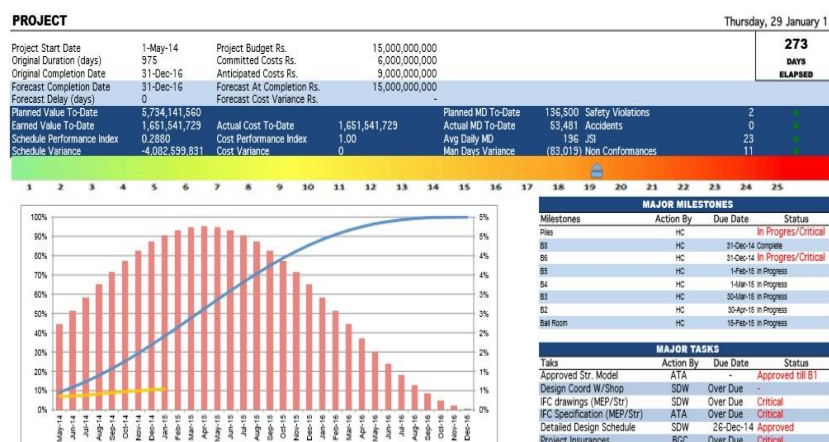 PROJECT Thursday, 29 January 1
Project Start Date 1-May-14 Project Budget Rs. 15,000,000,000 273
Original Duration (days) 975 Committed Costs Rs. 6,000,000,000 DAYS
Original Completion Date 31-Dec-16 Anticipated Costs Rs. 9,000,000,000 ELAPSED
Forecast Completion Date 31-Dec-16 Forecast At Completion Rs. 15,000,000,000
Forecast Delay (days) 0 Forecast Cost Variance Rs. -
Planned Value To-Date 5,734,141,560 Planned MD To-Date 136,500 Safety Violations 2
Earned Value To-Date 1,651,541,729 Actual Cost To-Date 1,651,541,729 Actual MD To-Date 53,481 Accidents 0
Schedule Performance Index 0.2880 Cost Performance Index 1.00 Avg Daily MD 196 JSI 23
Schedule Variance -4,082,599,831 Cost Variance 0 Man Days Variance (83,019) Non Conformances 11
1 2 3 4 5 6 7 8 9 10 11 12 13 14 15 16 17 18 19 20 21 22 23 24 25
100% 5%
90% 5%
80% 4%
70% 4%
60% 3%
50% 3%
40% 2%
30% 2%
20% 1%
10% 1%
0% 0%
May-14 Jun-14 Jul-14 Aug-14 Sep-14 Oct-14 Nov-14 Dec-14 Jan-15 Feb-15 Mar-15 Apr-15 May-15 Jun-15 Jul-15 Aug-15 Sep-15 Oct-15 Nov-15 Dec-15 Jan-16 Feb-16 Mar-16 Apr-16 May-16 Jun-16 Jul-16 Aug-16 Sep-16 Oct-16 Nov-16 Dec-16
MAJOR MILESTONES
Milestones Action By Due Date Status
Piles HC In Progres/Critical
HC 31-Dec-14 Complete
B6 HC 31-Dec-14 In Progres/Critical
B5 HC 1-Feb-15 In Progress
B4 HC 1-Mar-15 In Progress
B3 HC 30-Mar-15 In Progress
B2 HC 30-Apr-15 In Progress
Ball Room HC 15-Feb-15 In Progress
MAJOR TASKS
Taks Action By Due Date Status
Approved Str. Model ATA - Approved till B1
Design Coord W/Shop SDW Over Due -
IFC drawings (MEP/Str) SDW Over Due Critical
IFC Specification (MEP/Str) ATA Over Due Critical
Detailed Design Schedule SDW 26-Dec-14 Approved
Project Insurances BGC Over Due Critical